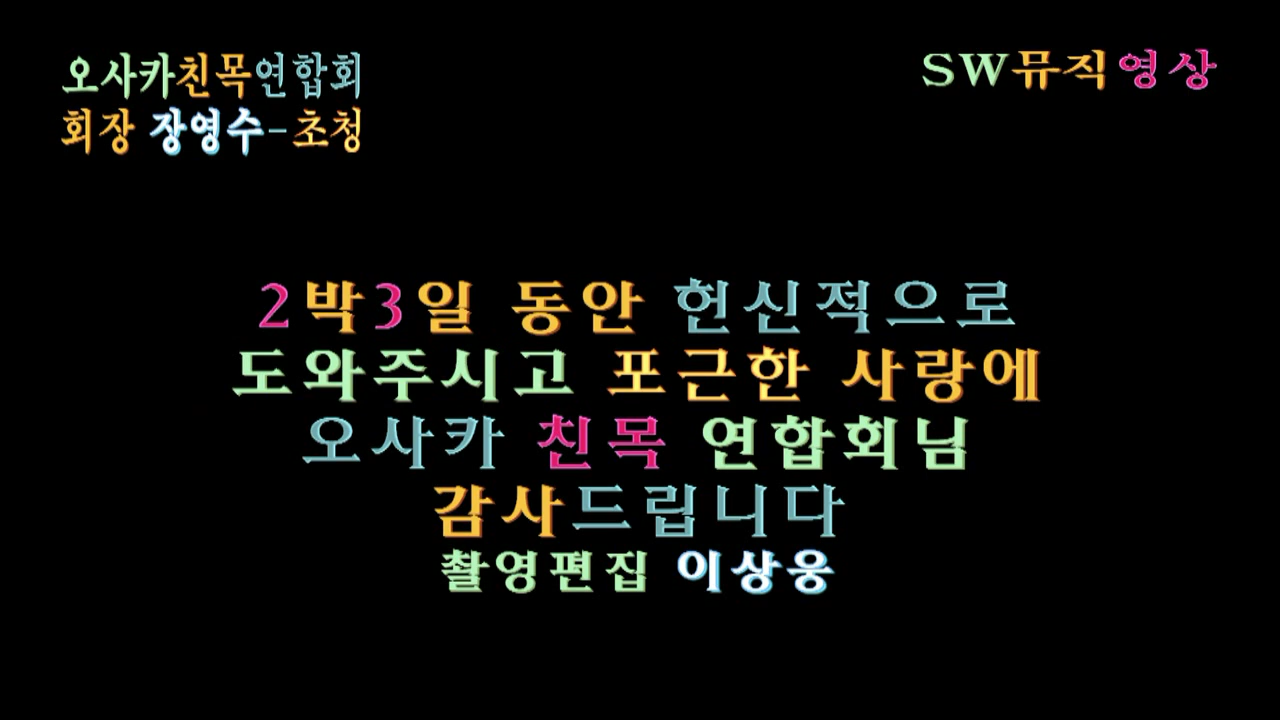 오사카친목연합회
회장 장영수-초청
SW뮤직영상
2박3일 동안 헌신적으로
도와주시고 포근한 사랑에
오사카 친목 연합회님
감사드립니다
촬영편집 이상웅